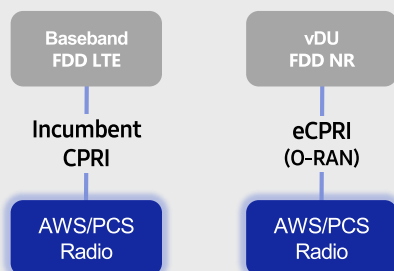 Baseband
FDD LTE
Incumbent
CPRI
AWS/PCS
Radio
vDU
FDD NR
eCPRI
(O-RAN)
AWS/PCS
Radio